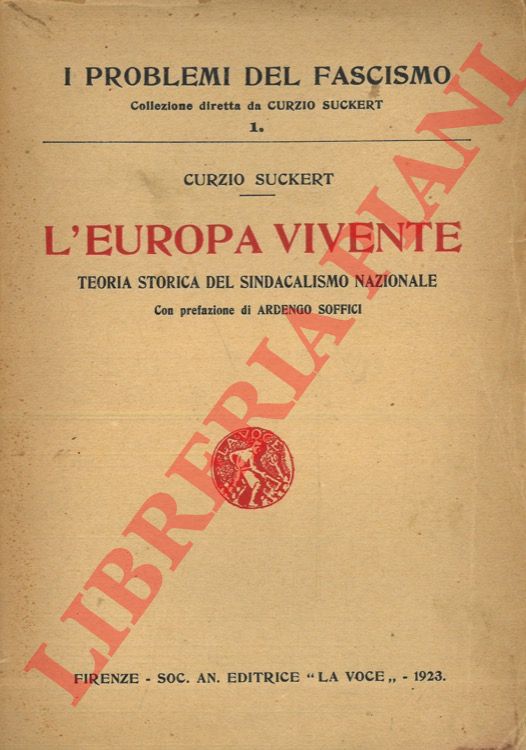 I PROBLEMI DEL FASCISMO
Collezione diretta da CURZIO SUCKERT
1.
CURZIO SUCKERT
L'EUROPA VIVENTE
TEORIA STORICA DEL SINDACALISMO NAZIONALE
Con prefazione di ARDENGO SOFFICI
LA VOCE
FIRENZE - SOC. AN. EDITRICE "LA VOCE„ - 1923.
LIBRERIA PIANI